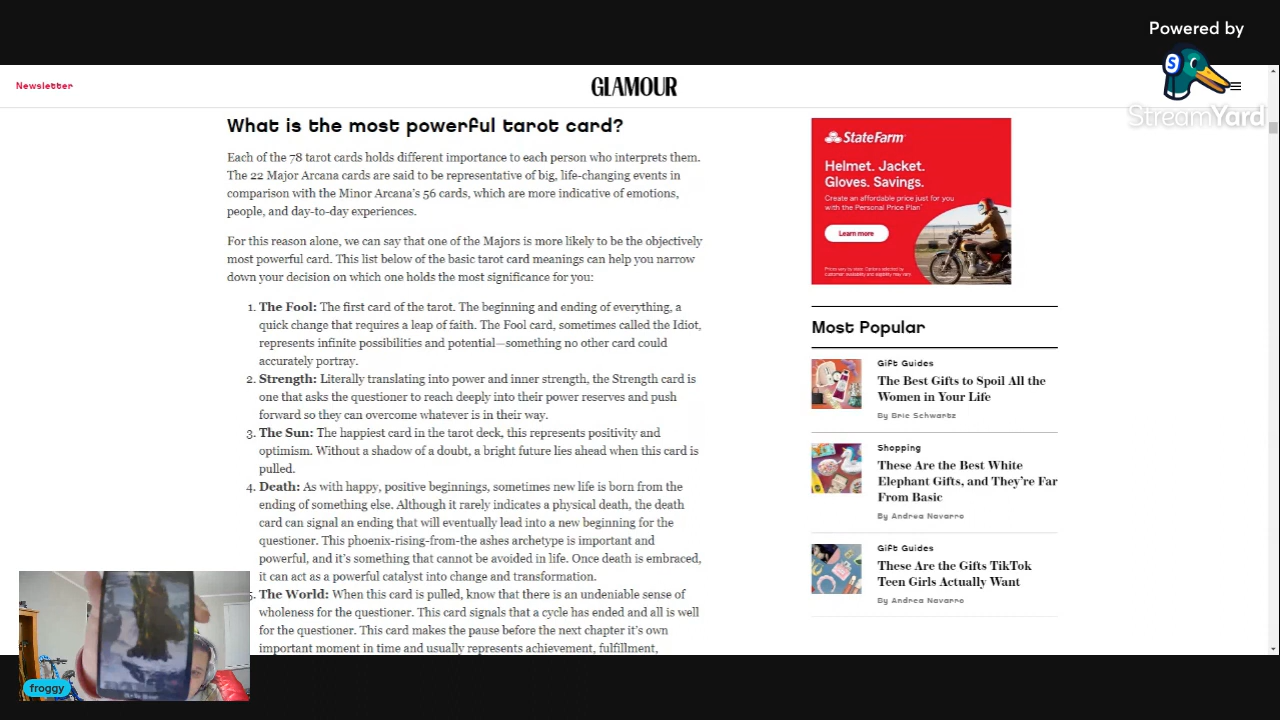 Powered by
S
StreamYard
Newsletter
GLAMOUR
What is the most powerful tarot card?
Each of the 78 tarot cards holds different importance to each person who interprets them.
The 22 Major Arcana cards are said to be representative of big, life-changing events in
comparison with the Minor Arcana's 56 cards, which are more indicative of emotions,
people, and day-to-day experiences.
For this reason alone, we can say that one of the Majors is more likely to be the objectively
most powerful card. This list below of the basic tarot card meanings can help you narrow
down your decision on which one holds the most significance for you:
1. The Fool: The first card of the tarot. The beginning and ending of everything, a
quick change that requires a leap of faith. The Fool card, sometimes called the Idiot,
represents infinite possibilities and potential—something no other card could
accurately portray.
2. Strength: Literally translating into power and inner strength, the Strength card is
one that asks the questioner to reach deeply into their power reserves and push
forward so they can overcome whatever is in their way.
3. The Sun: The happiest card in the tarot deck, this represents positivity and
optimism. Without a shadow of a doubt, a bright future lies ahead when this card is
pulled.
4. Death: As with happy, positive beginnings, sometimes new life is born from the
ending of something else. Although it rarely indicates a physical death, the death
card can signal an ending that will eventually lead into a new beginning for the
questioner. This phoenix-rising-from-the ashes archetype is important and
powerful, and it's something that cannot be avoided in life. Once death is embraced,
it can act as a powerful catalyst into change and transformation.
The World: When this card is pulled, know that there is an undeniable sense of
wholeness for the questioner. This card signals that a cycle has ended and all is well
for the questioner. This card makes the pause before the next chapter it's own
important moment in time and usually represents achievement, fulfillment,
StateFarm
Helmet. Jacket.
Gloves. Savings.
Create an affordable price just for you
with the Personal Price Plan
Learn more
Most Popular
Gift Guides
The Best Gifts to Spoil All the
Women in Your Life
By Brie Schwartz
Shopping
These Are the Best White
Elephant Gifts, and They're Far
From Basic
By Andrea Navarro
Gift Guides
These Are the Gifts TikTok
Teen Girls Actually Want
By Andrea Navarro
froggy